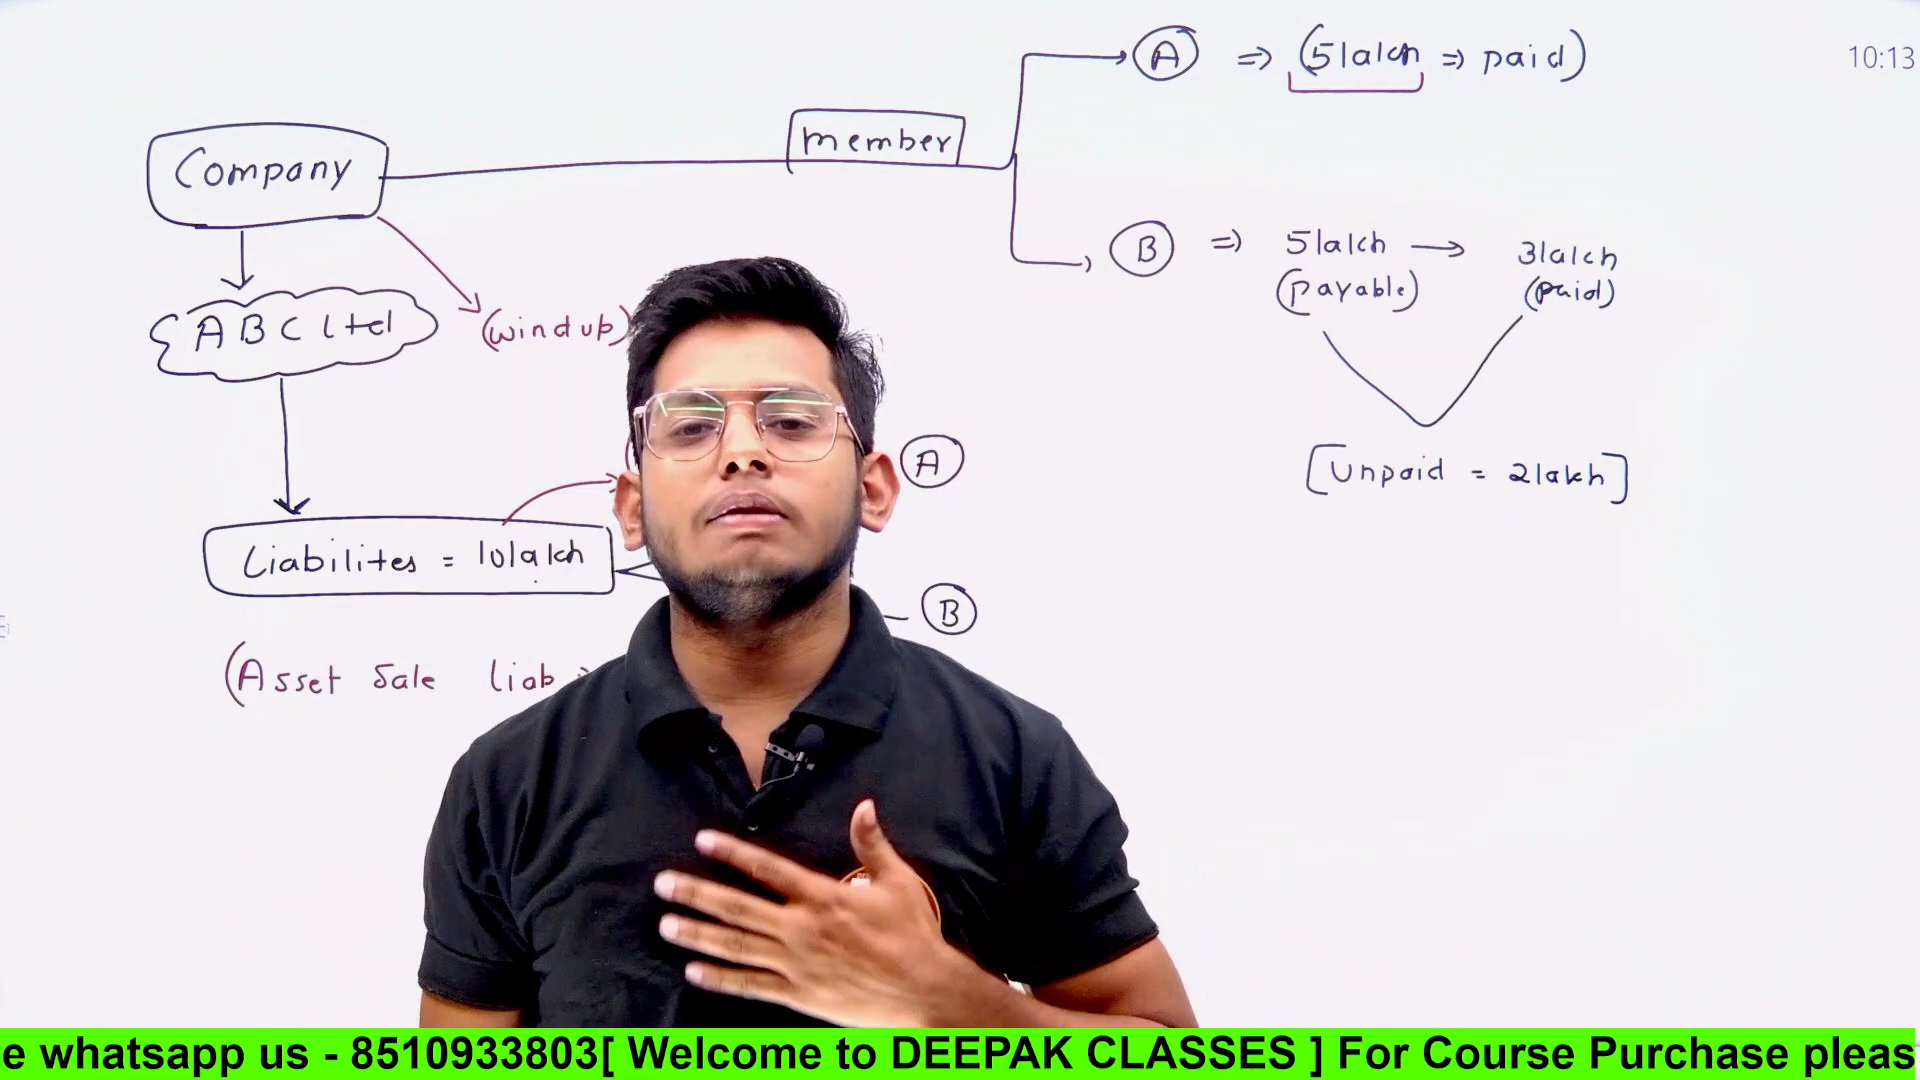 A => (5lakh => paid)
10:13
member
Company
B => 5lakh → 3lakh
(payable) (paid)
ABC Ltd
(windup)
A
[Unpaid = 2lakh]
Liabilites = 10lakh
B
(Asset Sale liab
e whatsapp us - 8510933803[ Welcome to DEEPAK CLASSES ] For Course Purchase pleas